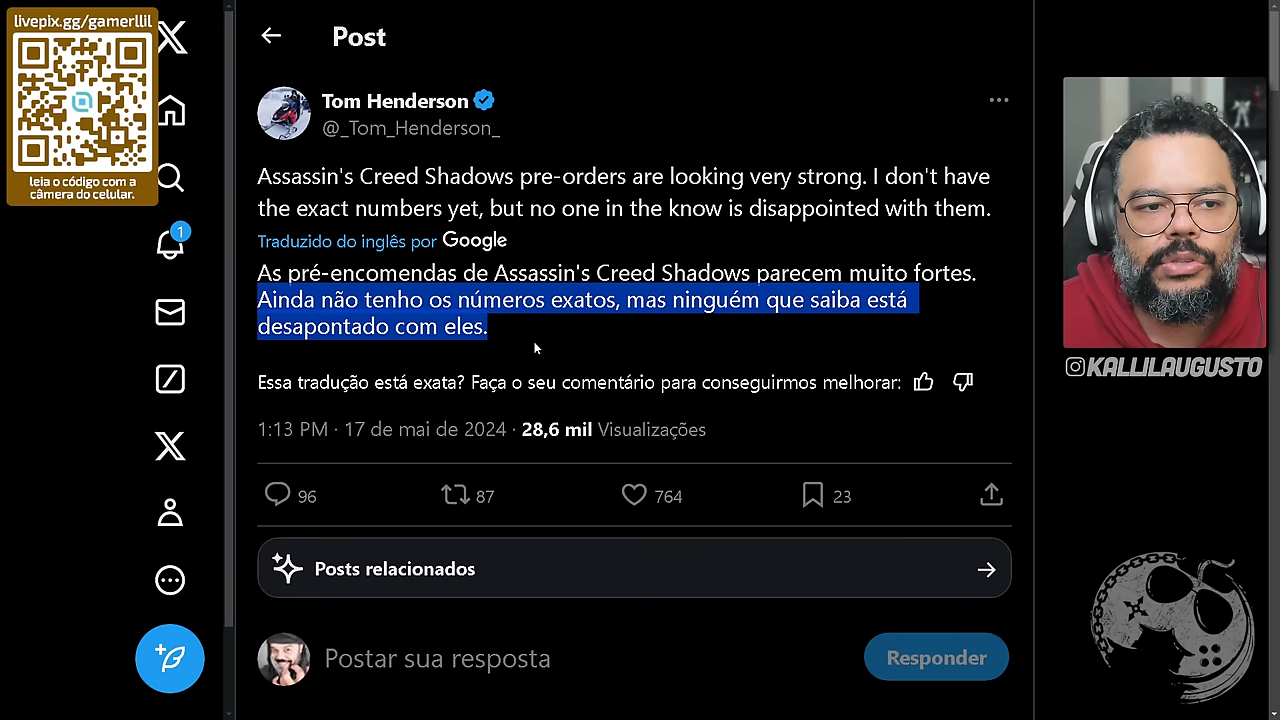 livepix.gg/gamerllil
leia o código com a
câmera do celular.
1
Post
Tom Henderson
@_Tom_Henderson_
Assassin's Creed Shadows pre-orders are looking very strong. I don't have
the exact numbers yet, but no one in the know is disappointed with them.
Traduzido do inglês por Google
As pré-encomendas de Assassin's Creed Shadows parecem muito fortes.
Ainda não tenho os números exatos, mas ninguém que saiba está
desapontado com eles.
Essa tradução está exata? Faça o seu comentário para conseguirmos melhorar:
1:13 PM · 17 de mai de 2024 · 28,6 mil Visualizações
96 87 764 23
Posts relacionados
Postar sua resposta
Responder
KALLILAUGUSTO